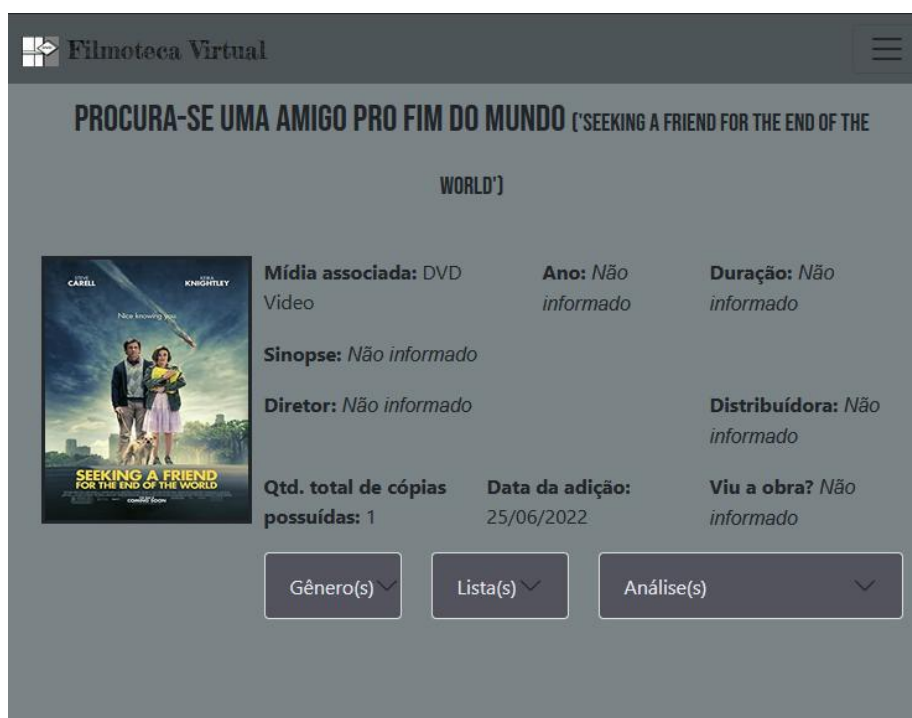 Filmoteca Virtual
PROCURA-SE UMA AMIGO PRO FIM DO MUNDO ('SEEKING A FRIEND FOR THE END OF THE
WORLD')
STEVE
CARELL
KEIRA
KNIGHTLEY
Nice knowing you.
SEEKING A FRIEND
FOR THE END OF THE WORLD
COMING SOON
Mídia associada: DVD
Video
Ano: Não
informado
Duração: Não
informado
Sinopse: Não informado
Diretor: Não informado
Distribuídora: Não
informado
Qtd. total de cópias
possuídas: 1
Data da adição:
25/06/2022
Viu a obra? Não
informado
Gênero(s)
Lista(s)
Análise(s)